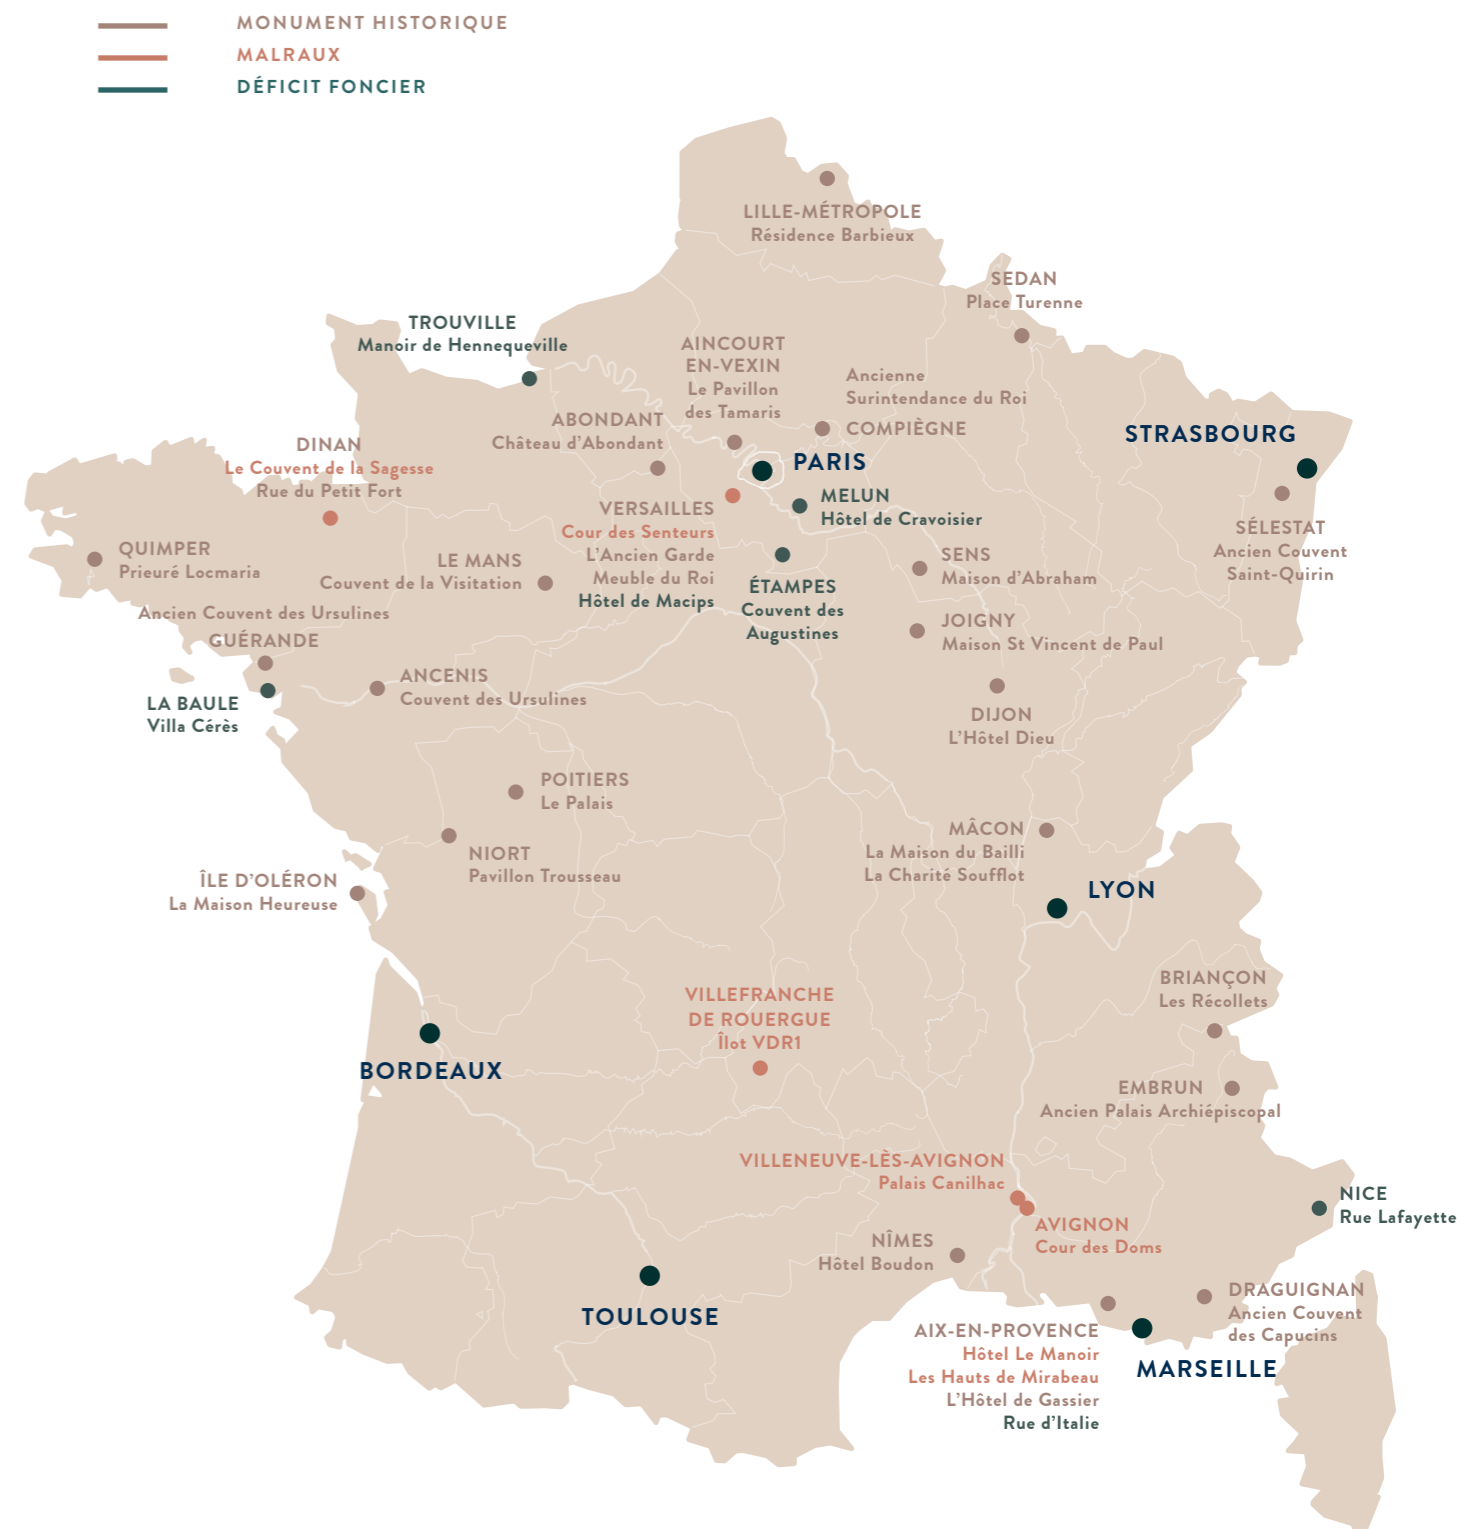 MONUMENT HISTORIQUE
MALRAUX
DÉFICIT FONCIER
LILLE-MÉTROPOLE
Résidence Barbieux
SEDAN
Place Turenne
TROUVILLE
Manoir de Hennequeville
AINCOURT
EN-VEXIN
Le Pavillon
des Tamaris
Ancienne
Surintendance du Roi
COMPIÈGNE
ABONDANT
Château d'Abondant
STRASBOURG
PARIS
DINAN
Le Couvent de la Sagesse
Rue du Petit Fort
MELUN
Hôtel de Cravoisier
VERSAILLES
Cour des Senteurs
L'Ancien Garde
Meuble du Roi
Hôtel de Macips
SÉLESTAT
Ancien Couvent
Saint-Quirin
QUIMPER
Prieuré Locmaria
LE MANS
Couvent de la Visitation
SENS
Maison d'Abraham
ÉTAMPES
Couvent des
Augustines
Ancien Couvent des Ursulines
GUÉRANDE
JOIGNY
Maison St Vincent de Paul
ANCENIS
Couvent des Ursulines
LA BAULE
Villa Cérès
DIJON
L'Hôtel Dieu
POITIERS
Le Palais
NIORT
Pavillon Trousseau
MÂCON
La Maison du Bailli
La Charité Soufflot
ÎLE D'OLÉRON
La Maison Heureuse
LYON
BRIANÇON
Les Récollets
VILLEFRANCHE
DE ROUERGUE
Îlot VDR1
BORDEAUX
EMBRUN
Ancien Palais Archiépiscopal
VILLENEUVE-LÈS-AVIGNON
Palais Canilhac
NICE
Rue Lafayette
AVIGNON
Cour des Doms
NÎMES
Hôtel Boudon
TOULOUSE
DRAGUIGNAN
Ancien Couvent
des Capucins
AIX-EN-PROVENCE
Hôtel Le Manoir
Les Hauts de Mirabeau
L'Hôtel de Gassier
Rue d'Italie
MARSEILLE